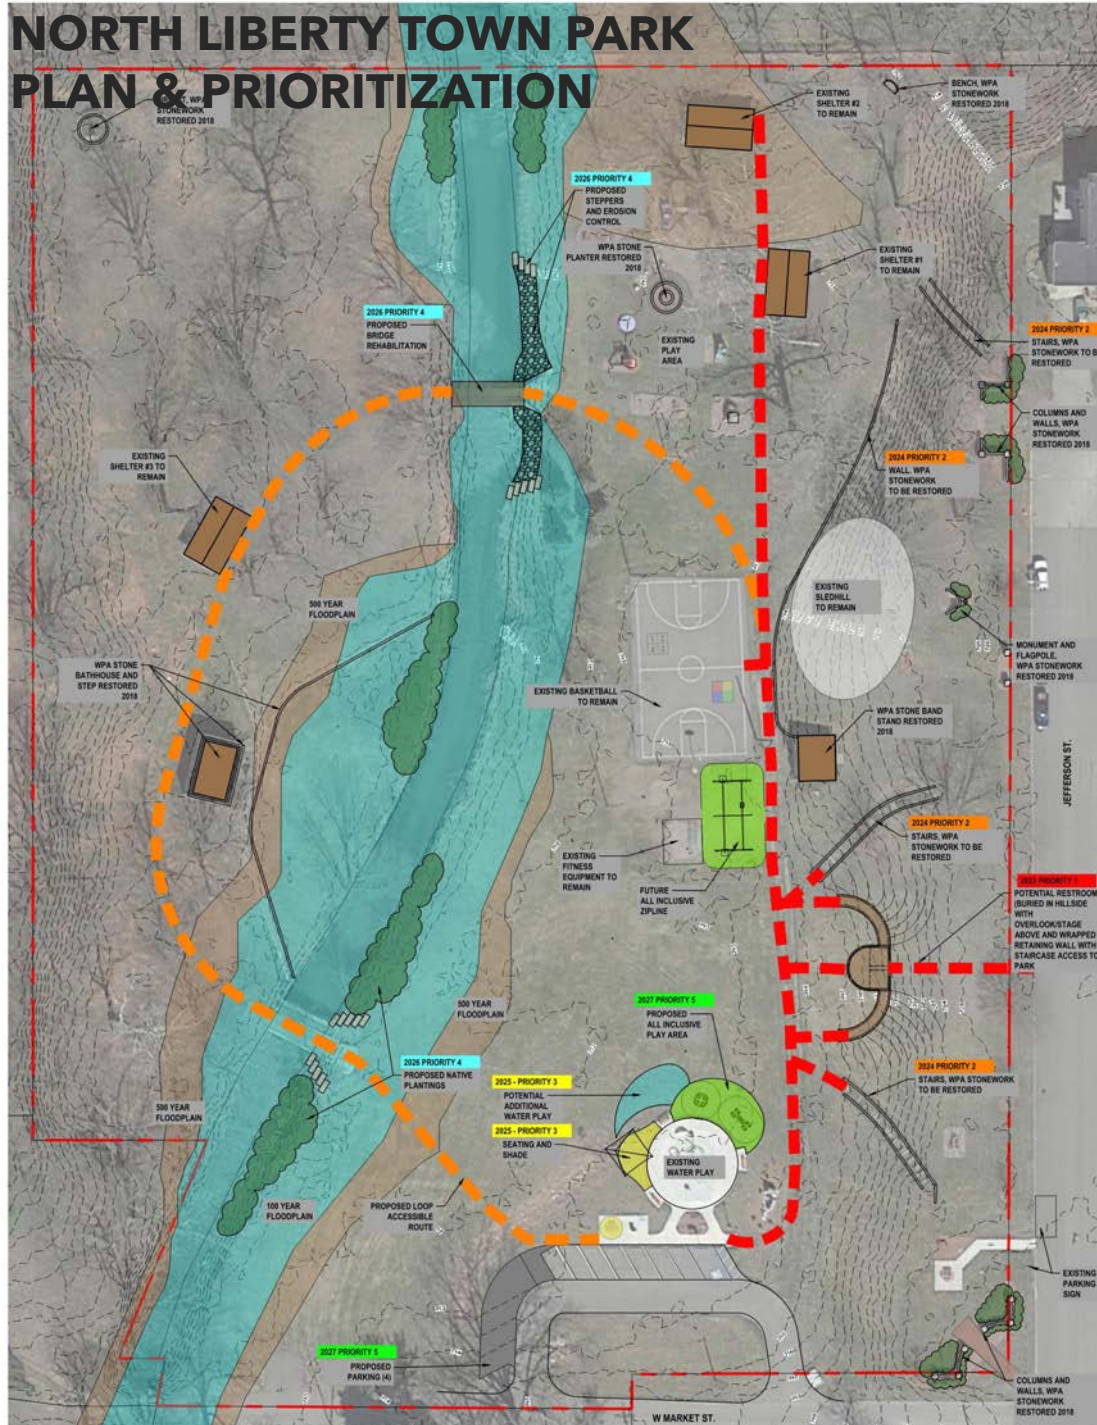 NORTH LIBERTY TOWN PARK
PLAN & PRIORITIZATION
WPA
STONEWORK
RESTORED 2018
EXISTING
SHELTER #2
TO REMAIN
BENCH, WPA
STONEWORK
RESTORED 2018
2026 PRIORITY 4
PROPOSED
STEPPERS
AND EROSION
CONTROL
WPA STONE
PLANTER RESTORED
2018
EXISTING
SHELTER #1
TO REMAIN
2026 PRIORITY 4
PROPOSED
BRIDGE
REHABILITATION
EXISTING
PLAY
AREA
2024 PRIORITY 2
STAIRS, WPA
STONEWORK TO BE
RESTORED
COLUMNS AND
WALLS, WPA
STONEWORK
RESTORED 2018
EXISTING
SHELTER #3 TO
REMAIN
2024 PRIORITY 2
WALL. WPA
STONEWORK
TO BE RESTORED
500 YEAR
FLOODPLAIN
EXISTING
SLEDHILL
TO REMAIN
MONUMENT AND
FLAGPOLE,
WPA STONEWORK
RESTORED 2018
WPA STONE
BATHHOUSE AND
STEP RESTORED
2018
EXISTING BASKETBALL
TO REMAIN
WPA STONE BAND
STAND RESTORED
2018
JEFFERSON ST.
2024 PRIORITY 2
STAIRS, WPA
STONEWORK TO BE
RESTORED
EXISTING
FITNESS
EQUIPMENT TO
REMAIN
FUTURE
ALL INCLUSIVE
ZIPLINE
2023 PRIORITY 1
POTENTIAL RESTROOM
(BURIED IN HILLSIDE
WITH
OVERLOOK/STAGE
ABOVE AND WRAPPED
RETAINING WALL WITH
STAIRCASE ACCESS TO
PARK
500 YEAR
FLOODPLAIN
2027 PRIORITY 5
PROPOSED
ALL INCLUSIVE
PLAY AREA
2026 PRIORITY 4
PROPOSED NATIVE
PLANTINGS
2024 PRIORITY 2
STAIRS, WPA STONEWORK
TO BE RESTORED
2025 - PRIORITY 3
POTENTIAL
ADDITIONAL
WATER PLAY
500 YEAR
FLOODPLAIN
2025 - PRIORITY 3
SEATING AND
SHADE
EXISTING
WATER PLAY
100 YEAR
FLOODPLAIN
PROPOSED LOOP
ACCESSIBLE
ROUTE
EXISTING
PARKING
SIGN
2027 PRIORITY 5
PROPOSED
PARKING (4)
COLUMNS AND
WALLS, WPA
STONEWORK
RESTORED 2018
W MARKET ST.